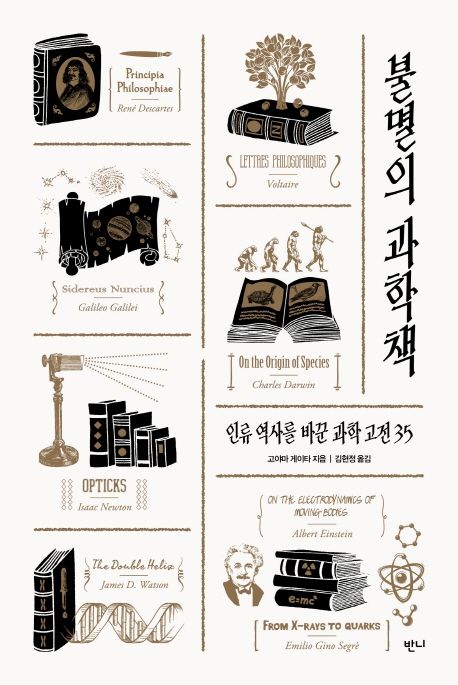 Principia
Philosophiae
René Descartes
LETTRES PHILOSOPHIQUES
Voltaire
불멸의 과학책
Sidereus Nuncius
Galileo Galilei
On the Origin of Species
Charles Darwin
인류 역사를 바꾼 과학 고전 35
고야마 게이타 지음 | 김현정 옮김
OPTICKS
Isaac Newton
ON THE ELECTRODYNAMICS OF
MOVING BODIES
Albert Einstein
The Double Helix
James D. Watson
e=mc²
FROM X-RAYS TO QUARKS
Emilio Gino Segrè
반니